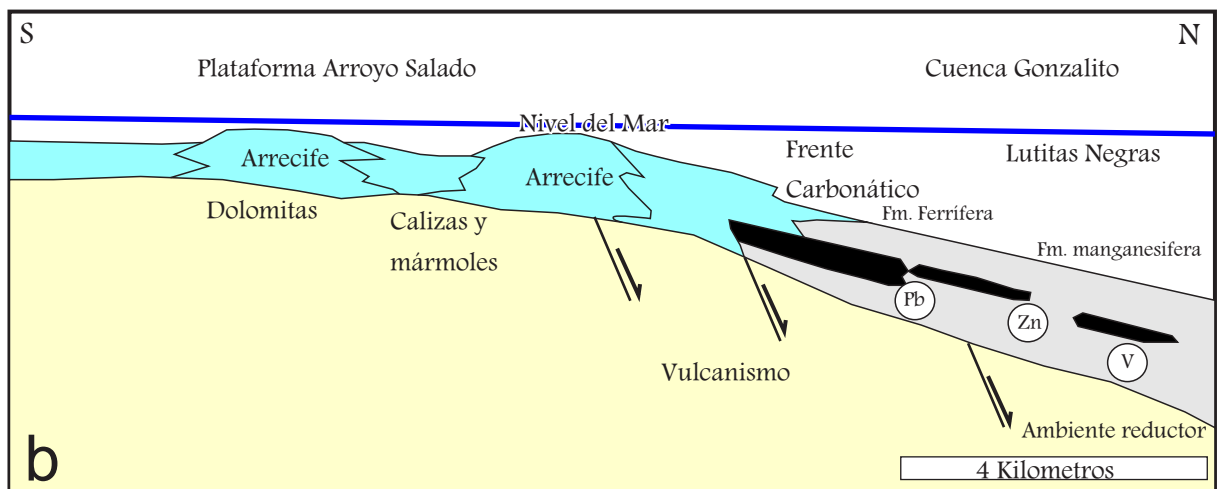 S
N
Plataforma Arroyo Salado
Cuenca Gonzalito
Nivel del Mar
Arrecife
Arrecife
Frente
Carbonático
Lutitas Negras
Dolomitas
Calizas y
mármoles
Fm. Ferrífera
Fm. manganesifera
Pb
Zn
V
Vulcanismo
Ambiente reductor
b
4 Kilometros